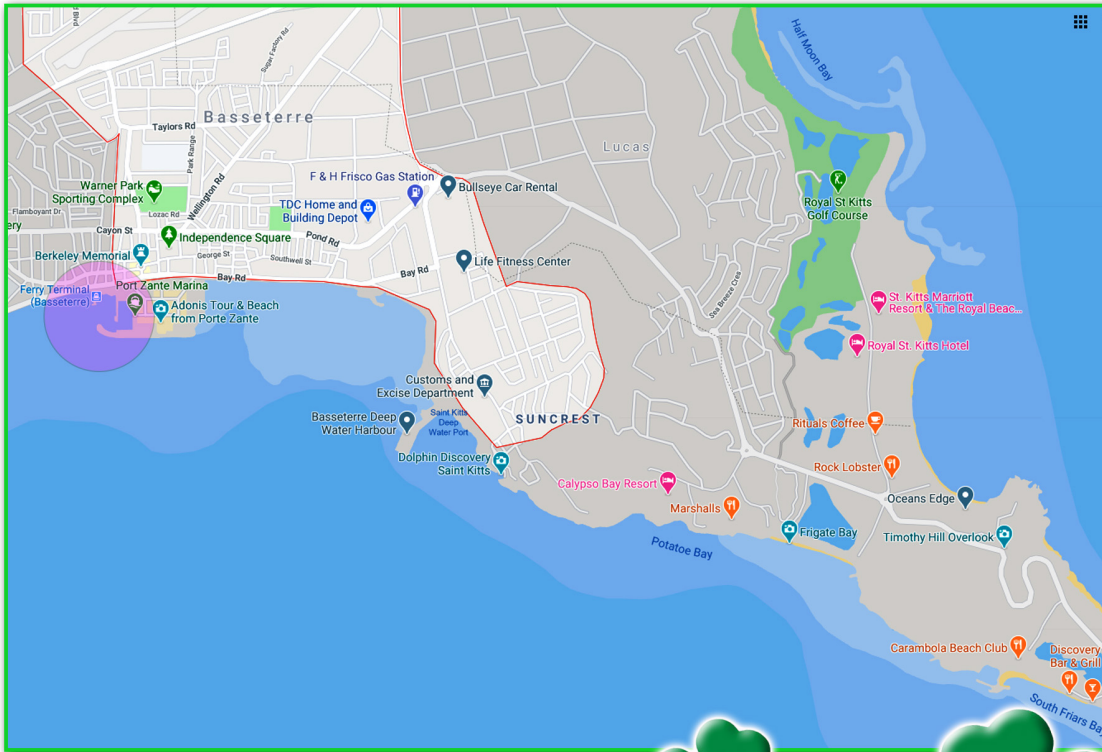 d Blvd
Half Moon Bay
Sugar Factory Rd
Basseterre
Taylors Rd
Park Range
Lucas
Wellington Rd
F & H Frisco Gas Station
Bullseye Car Rental
Warner Park
Sporting Complex
TDC Home and
Building Depot
Royal St Kitts
Golf Course
Flamboyant Dr.
Lozac Rd
ery
Cayon St
Independence Square
Pond Rd
Berkeley Memorial
George St
Southwell St
Life Fitness Center
Bay Rd
Bay Rd
Sea Breeze Cres
Ferry Terminal
(Basseterre)
Port Zante Marina
Adonis Tour & Beach
from Porte Zante
St. Kitts Marriott
Resort & The Royal Beac...
Royal St. Kitts Hotel
Customs and
Excise Department
Basseterre Deep
Water Harbour
Saint Kitts
Deep
Water Port
SUNCREST
Rituals Coffee
Dolphin Discovery
Saint Kitts
Rock Lobster
Calypso Bay Resort
Oceans Edge
Marshalls
Frigate Bay
Timothy Hill Overlook
Potatoe Bay
Carambola Beach Club
Discovery
Bar & Grill
South Friars Bay